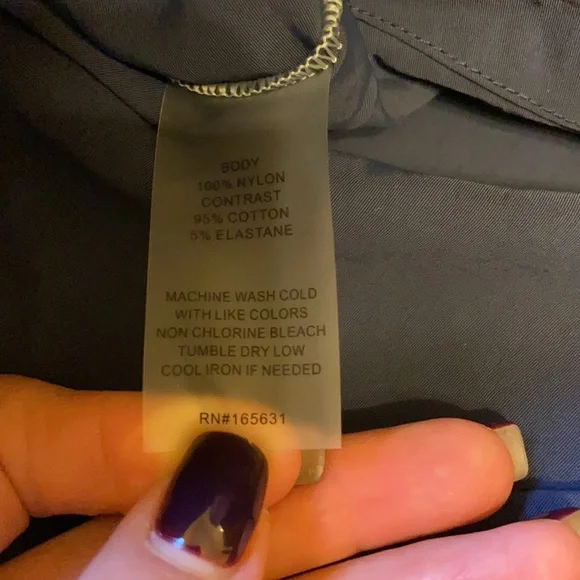 BODY
100% NYLON
CONTRAST
95% COTTON
5% ELASTANE
MACHINE WASH COLD
WITH LIKE COLORS
NON CHLORINE BLEACH
TUMBLE DRY LOW
COOL IRON IF NEEDED
RN#165631